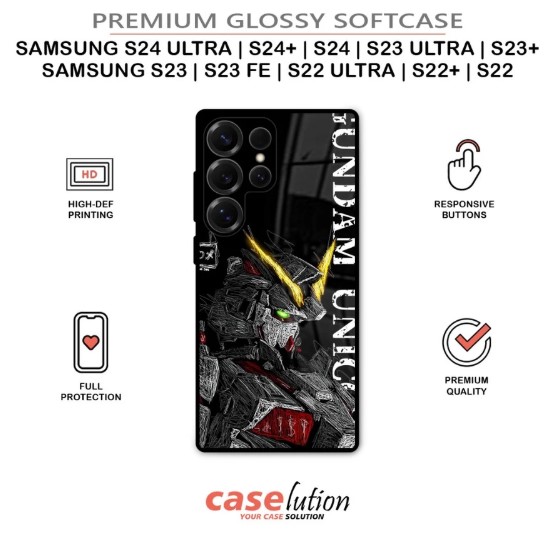 PREMIUM GLOSSY SOFTCASE
SAMSUNG S24 ULTRA | S24+ | S24 | S23 ULTRA | S23+
SAMSUNG S23 | S23 FE | S22 ULTRA | S22+ | S22
HD
HIGH-DEF
PRINTING
RESPONSIVE
BUTTONS
FULL
PROTECTION
PREMIUM
QUALITY
caselution
YOUR CASE SOLUTION